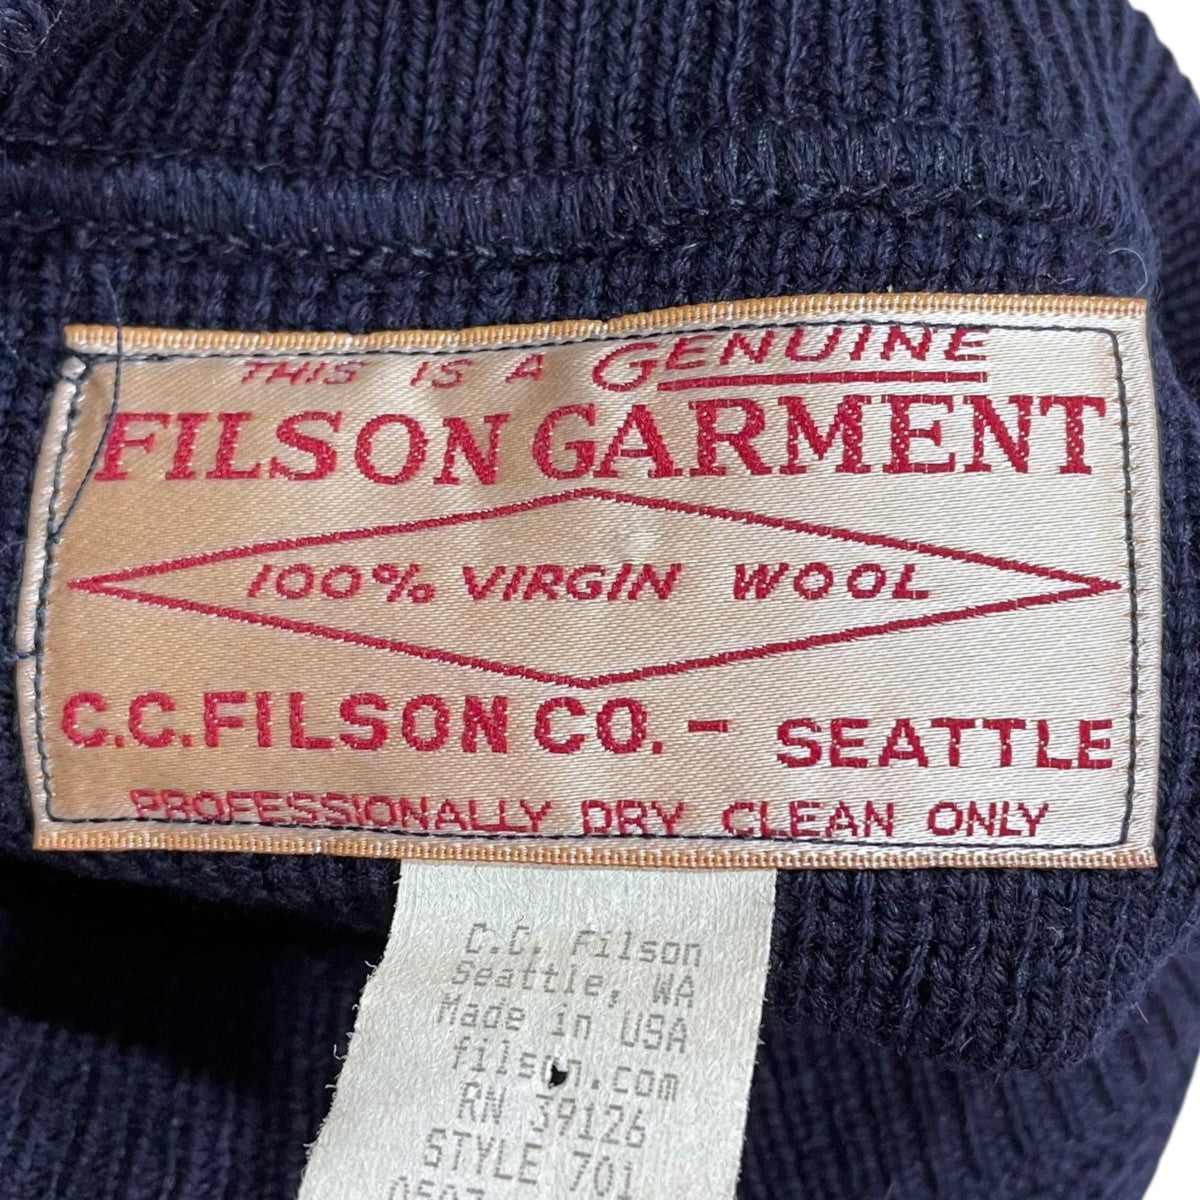 THIS IS A GENUINE
FILSON GARMENT
100% VIRGIN WOOL
C.C. FILSON CO. - SEATTLE
PROFESSIONALLY DRY CLEAN ONLY
C.C. Filson
Seattle, WA
Made in USA
filson.com
RN 39126
STYLE 701